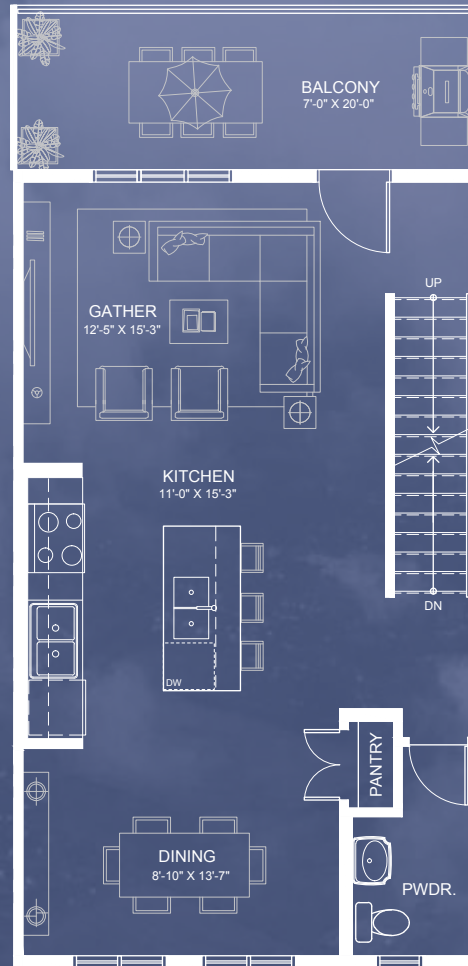 BALCONY
7'-0" X 20'-0"
UP
GATHER
12'-5" X 15'-3"
KITCHEN
11'-0" X 15'-3"
DN
DW
PANTRY
DINING
8'-10" X 13'-7"
PWDR.